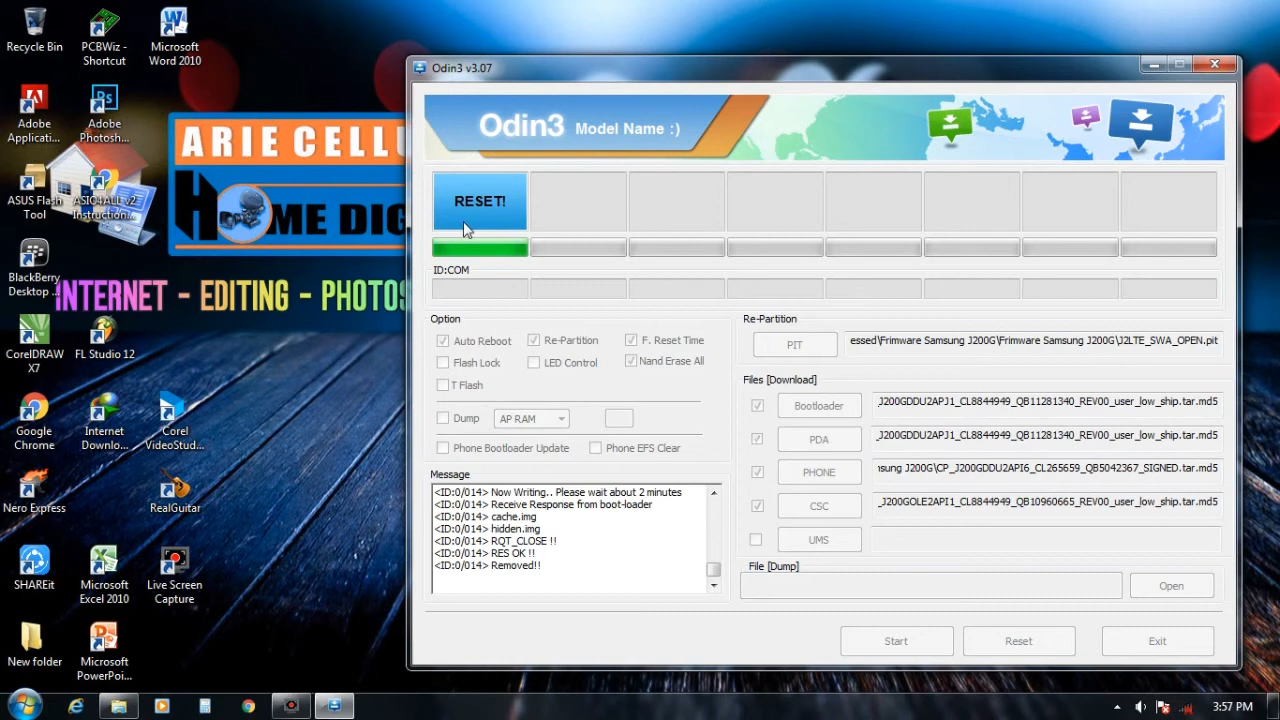 Recycle Bin
PCBWiz - Shortcut
Microsoft Word 2010
Adobe Applicati...
Adobe Photosh...
ASUS Flash Tool
ASIO4ALL v2 Instruction...
BlackBerry Desktop ...
CorelDRAW X7
FL Studio 12
Google Chrome
Internet Downlo...
Corel VideoStud...
Nero Express
RealGuitar
SHAREit
Microsoft Excel 2010
Live Screen Capture
New folder
Microsoft PowerPoi...
ARIE CELLU
HOME DIG
INTERNET - EDITING - PHOTOS
Odin3 v3.07
Odin3 Model Name :)
RESET!
ID:COM
Option
Auto Reboot
Re-Partition
F. Reset Time
Flash Lock
LED Control
Nand Erase All
T Flash
Dump
AP RAM
Phone Bootloader Update
Phone EFS Clear
Message
<ID:0/014> Now Writing.. Please wait about 2 minutes
<ID:0/014> Receive Response from boot-loader
<ID:0/014> cache.img
<ID:0/014> hidden.img
<ID:0/014> RQT_CLOSE !!
<ID:0/014> RES OK !!
<ID:0/014> Removed!!
Re-Partition
PIT
essed\Frimware Samsung J200G\Frimware Samsung J200G\J2LTE_SWA_OPEN.pit
Files [Download]
Bootloader
_J200GDDU2APJ1_CL8844949_QB11281340_REV00_user_low_ship.tar.md5
PDA
_J200GDDU2APJ1_CL8844949_QB11281340_REV00_user_low_ship.tar.md5
PHONE
sung J200G\CP_J200GDDU2API6_CL265659_QB5042367_SIGNED.tar.md5
CSC
_J200GOLE2API1_CL8844949_QB10960665_REV00_user_low_ship.tar.md5
UMS
File [Dump]
Open
Start
Reset
Exit
3:57 PM